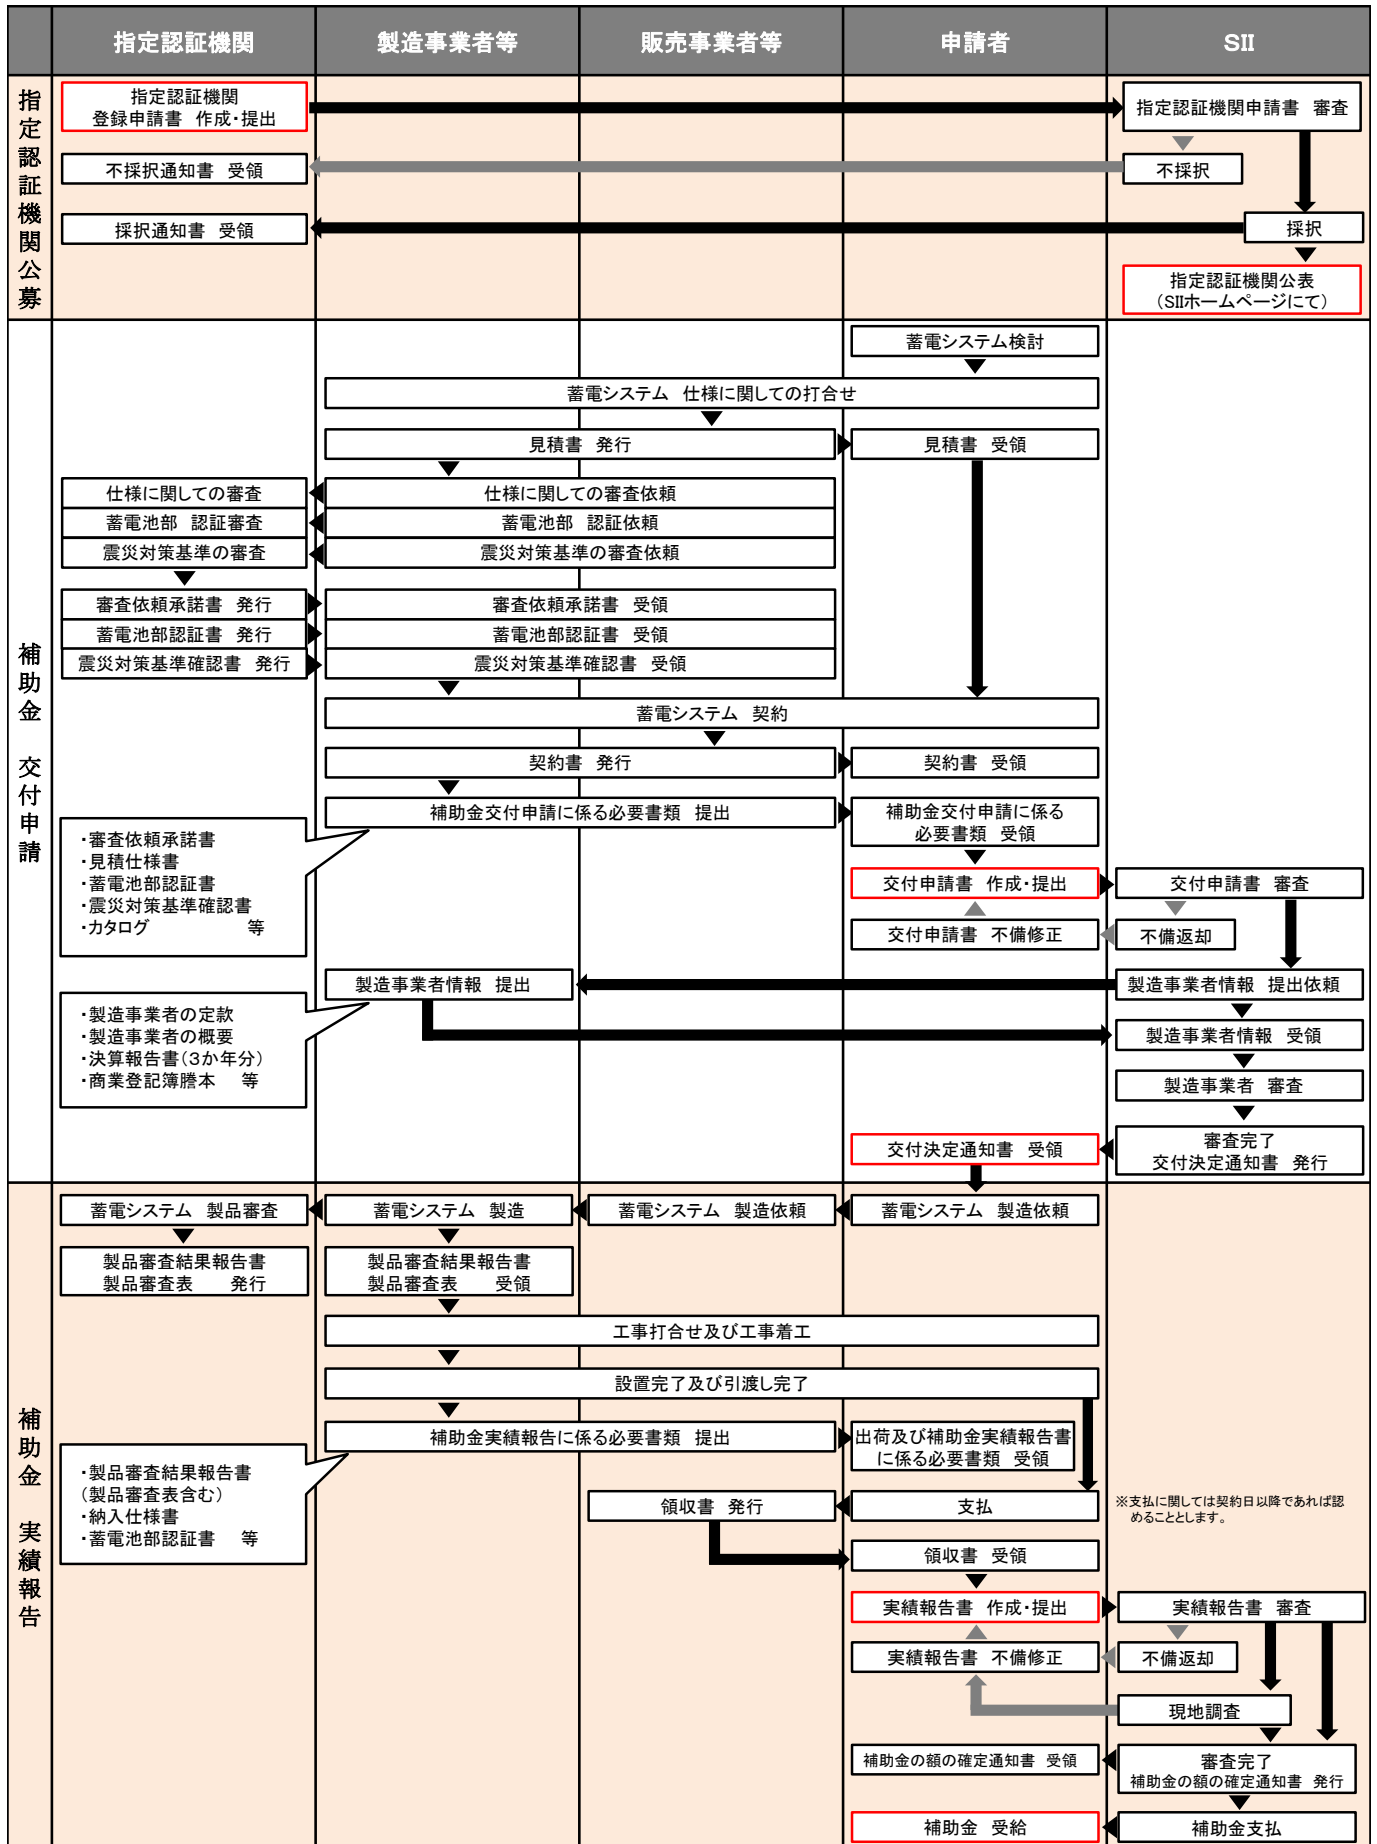 指定認証機関
製造事業者等
販売事業者等
申請者
SII
指定認証機関公募
指定認証機関
登録申請書 作成・提出
指定認証機関申請書 審査
不採択通知書 受領
不採択
採択通知書 受領
採択
指定認証機関公表
(SIIホームページにて)
補助金 交付申請
蓄電システム検討
蓄電システム 仕様に関しての打合せ
見積書 発行
見積書 受領
仕様に関しての審査
仕様に関しての審査依頼
蓄電池部 認証審査
蓄電池部 認証依頼
震災対策基準の審査
震災対策基準の審査依頼
審査依頼承諾書 発行
審査依頼承諾書 受領
蓄電池部認証書 発行
蓄電池部認証書 受領
震災対策基準確認書 発行
震災対策基準確認書 受領
蓄電システム 契約
契約書 発行
契約書 受領
補助金交付申請に係る必要書類 提出
補助金交付申請に係る
必要書類 受領
・審査依頼承諾書
・見積仕様書
・蓄電池部認証書
・震災対策基準確認書
・カタログ 等
交付申請書 作成・提出
交付申請書 審査
交付申請書 不備修正
不備返却
製造事業者情報 提出
製造事業者情報 提出依頼
・製造事業者の定款
・製造事業者の概要
・決算報告書(3か年分)
・商業登記簿謄本 等
製造事業者情報 受領
製造事業者 審査
交付決定通知書 受領
審査完了
交付決定通知書 発行
補助金 実績報告
蓄電システム 製品審査
蓄電システム 製造
蓄電システム 製造依頼
蓄電システム 製造依頼
製品審査結果報告書
製品審査表 発行
製品審査結果報告書
製品審査表 受領
工事打合せ及び工事着工
設置完了及び引渡し完了
補助金実績報告に係る必要書類 提出
出荷及び補助金実績報告書
に係る必要書類 受領
・製品審査結果報告書
(製品審査表含む)
・納入仕様書
・蓄電池部認証書 等
領収書 発行
支払
※支払に関しては契約日以降であれば認
めることとします。
領収書 受領
実績報告書 作成・提出
実績報告書 審査
実績報告書 不備修正
不備返却
現地調査
補助金の額の確定通知書 受領
審査完了
補助金の額の確定通知書 発行
補助金 受給
補助金支払